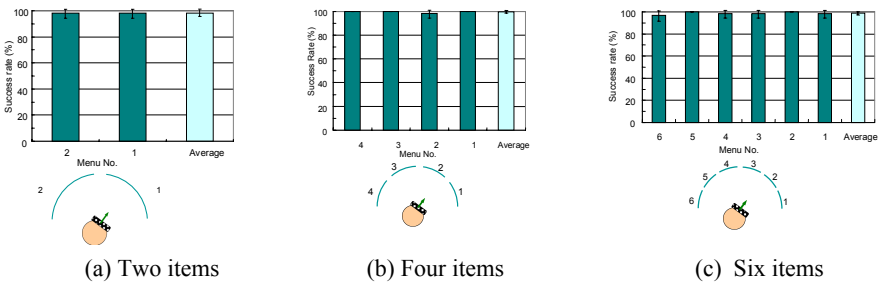 Success rate (%)
100
80
60
40
20
0
2 1 Average
Menu No.
2 1
(a) Two items
Success Rate (%)
100
80
60
40
20
0
4 3 2 1 Average
Menu No.
3 2
4 1
(b) Four items
Success rate (%)
100
80
60
40
20
0
6 5 4 3 2 1 Average
Menu No.
4 3
5 2
6 1
(c) Six items